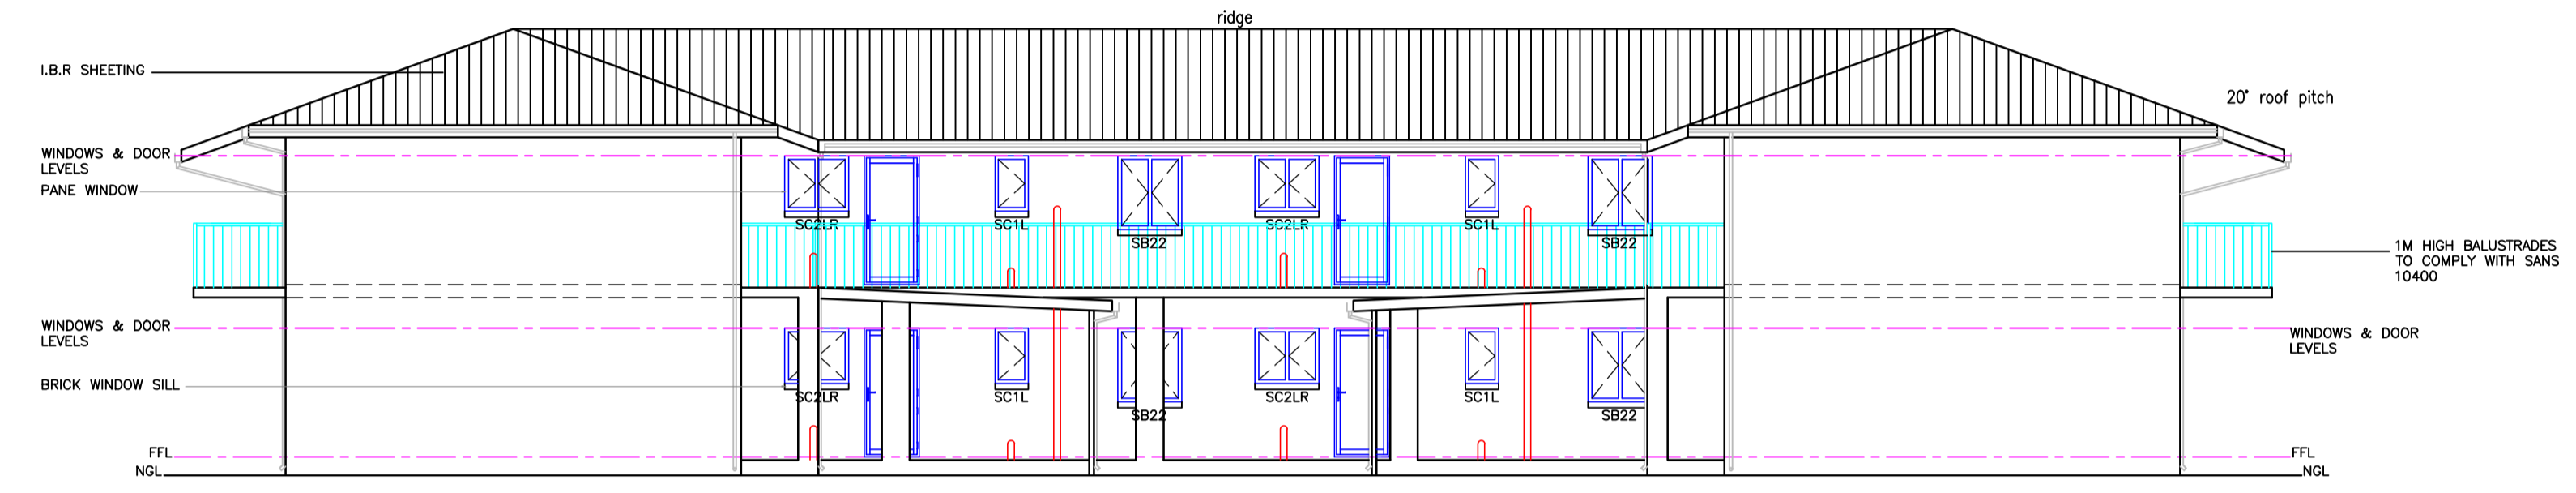 ridge
I.B.R SHEETING
20° roof pitch
WINDOWS & DOOR
LEVELS
PANE WINDOW
SC2LR
SC1L
SB22
SC2LR
SC1L
SB22
1M HIGH BALUSTRADES
TO COMPLY WITH SANS
10400
WINDOWS & DOOR
LEVELS
WINDOWS & DOOR
LEVELS
BRICK WINDOW SILL
SC2LR
SC1L
SB22
SC2LR
SC1L
SB22
FFL
FFL
NGL
NGL